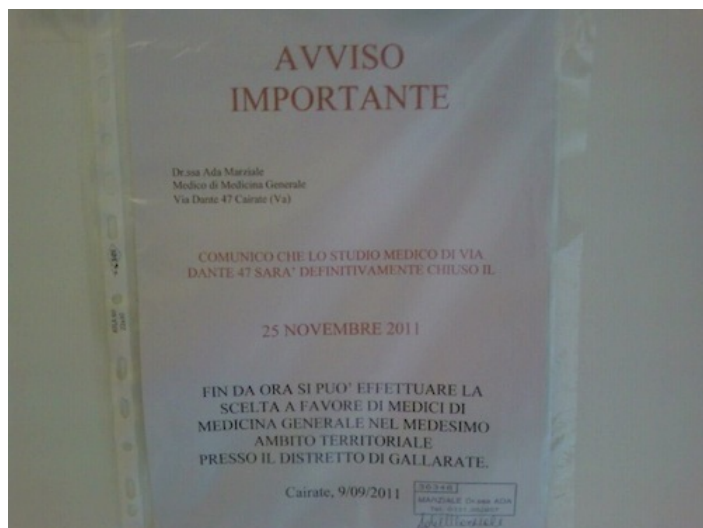 AVVISO
IMPORTANTE
Dr.ssa Ada Marziale
Medico di Medicina Generale
Via Dante 47 Cairate (Va)
COMUNICO CHE LO STUDIO MEDICO DI VIA
DANTE 47 SARA' DEFINITIVAMENTE CHIUSO IL
25 NOVEMBRE 2011
FIN DA ORA SI PUO' EFFETTUARE LA
SCELTA A FAVORE DI MEDICI DI
MEDICINA GENERALE NEL MEDESIMO
AMBITO TERRITORIALE
PRESSO IL DISTRETTO DI GALLARATE.
Cairate, 9/09/2011
MARZIALE Dr.ssa ADA